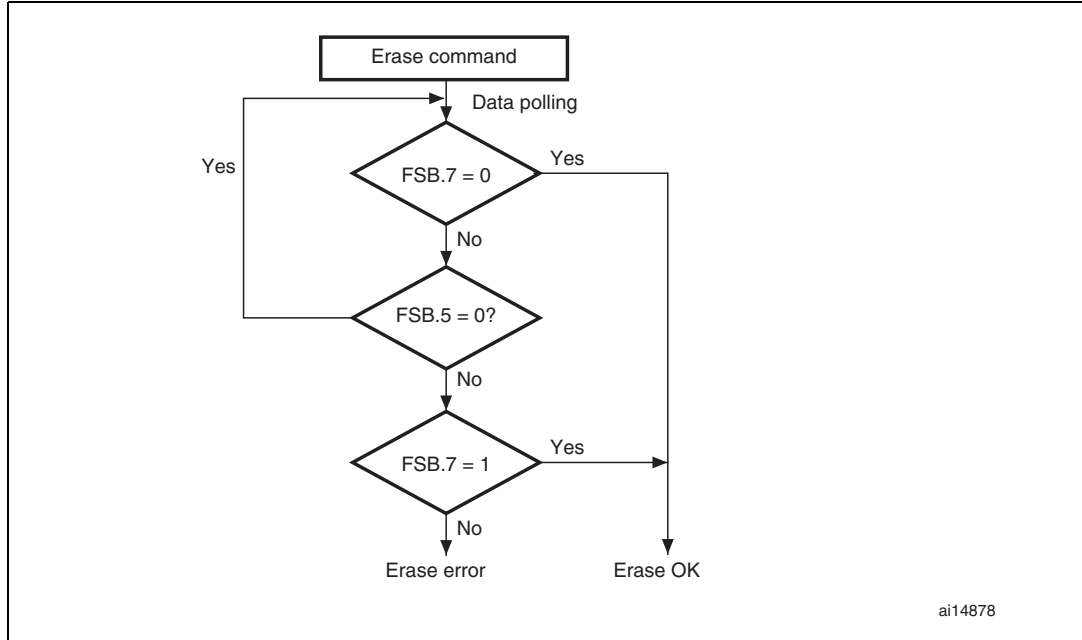 Erase command
Data polling
Yes
FSB.7 = 0
Yes
No
FSB.5 = 0?
No
FSB.7 = 1
Yes
No
Erase error
Erase OK
ai14878